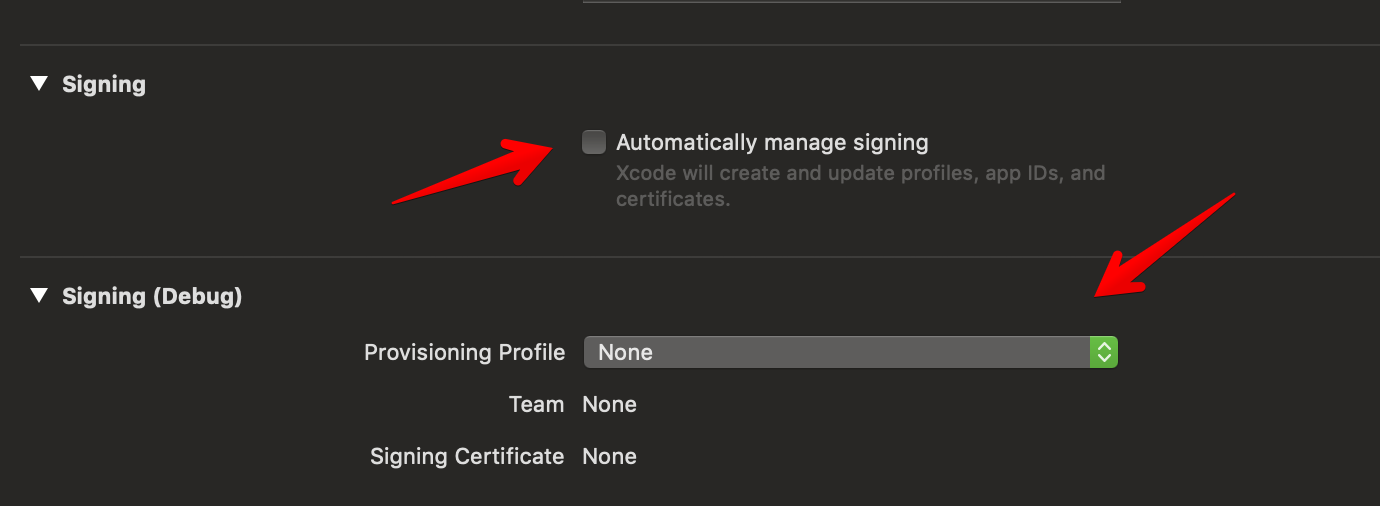 Signing
Automatically manage signing
Xcode will create and update profiles, app IDs, and
certificates.
Signing (Debug)
Provisioning Profile None
Team None
Signing Certificate None